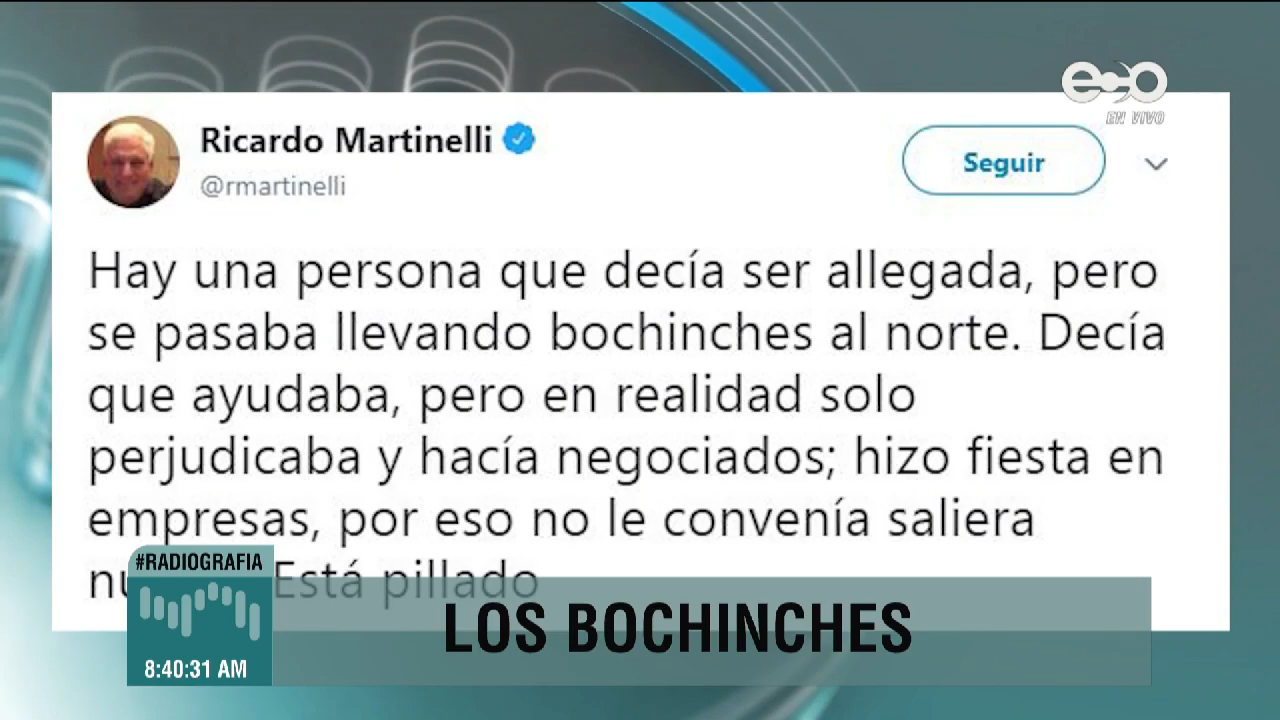 eco
EN VIVO
Ricardo Martinelli
@rmartinelli
Seguir
Hay una persona que decía ser allegada, pero
se pasaba llevando bochinches al norte. Decía
que ayudaba, pero en realidad solo
perjudicaba y hacía negociados; hizo fiesta en
empresas, por eso no le convenía saliera
Está pillado
#RADIOGRAFIA
LOS BOCHINCHES
8:40:31 AM